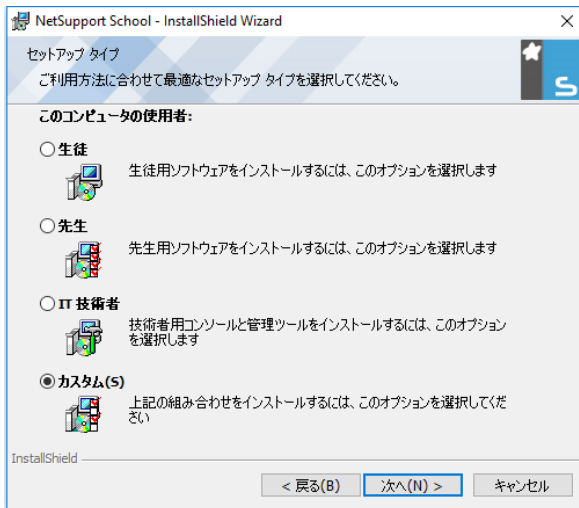 NetSupport School - InstallShield Wizard
セットアップ タイプ
ご利用方法に合わせて最適なセットアップ タイプを選択してください。
S
このコンピュータの使用者:
生徒
生徒用ソフトウェアをインストールするには、このオプションを選択します
先生
先生用ソフトウェアをインストールするには、このオプションを選択します
IT 技術者
技術者用コンソールと管理ツールをインストールするには、このオプション
を選択します
カスタム(S)
上記の組み合わせをインストールするには、このオプションを選択してくだ
さい
InstallShield
< 戻る(B) 次へ(N) > キャンセル